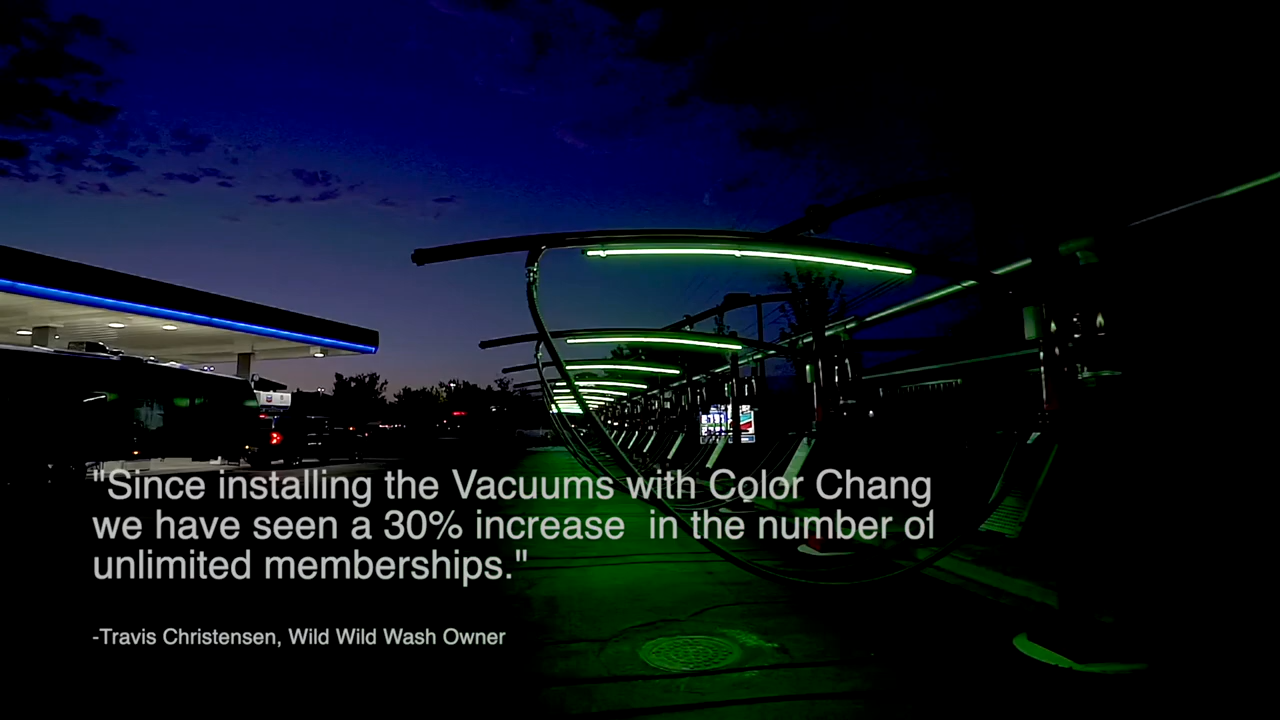 "Since installing the Vacuums with Color Chang
we have seen a 30% increase  in the number of
unlimited memberships."
-Travis Christensen, Wild Wild Wash Owner